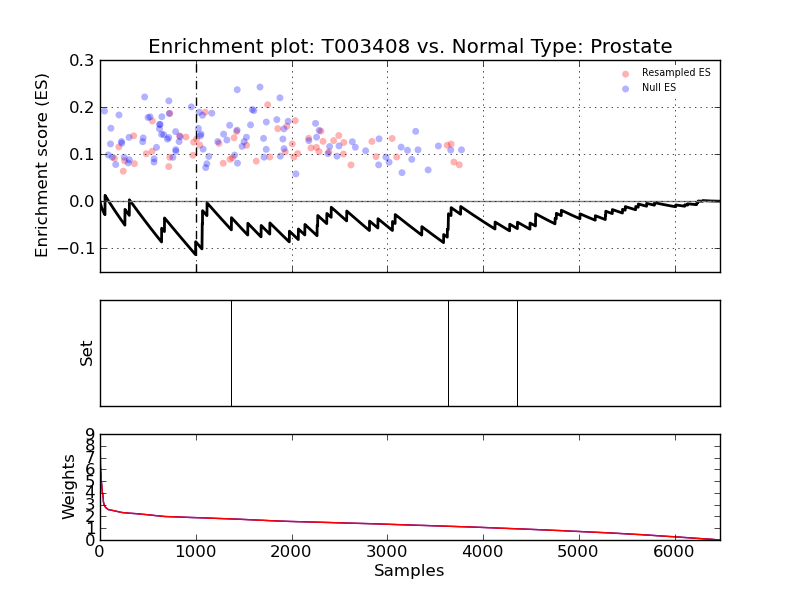 Enrichment plot: T003408 vs. Normal Type: Prostate
Enrichment score (ES)
0.3
0.2
0.1
0.0
−0.1
Resampled ES
Null ES
Set
Weights
9
8
7
6
5
4
3
2
1
0
0 1000 2000 3000 4000 5000 6000
Samples